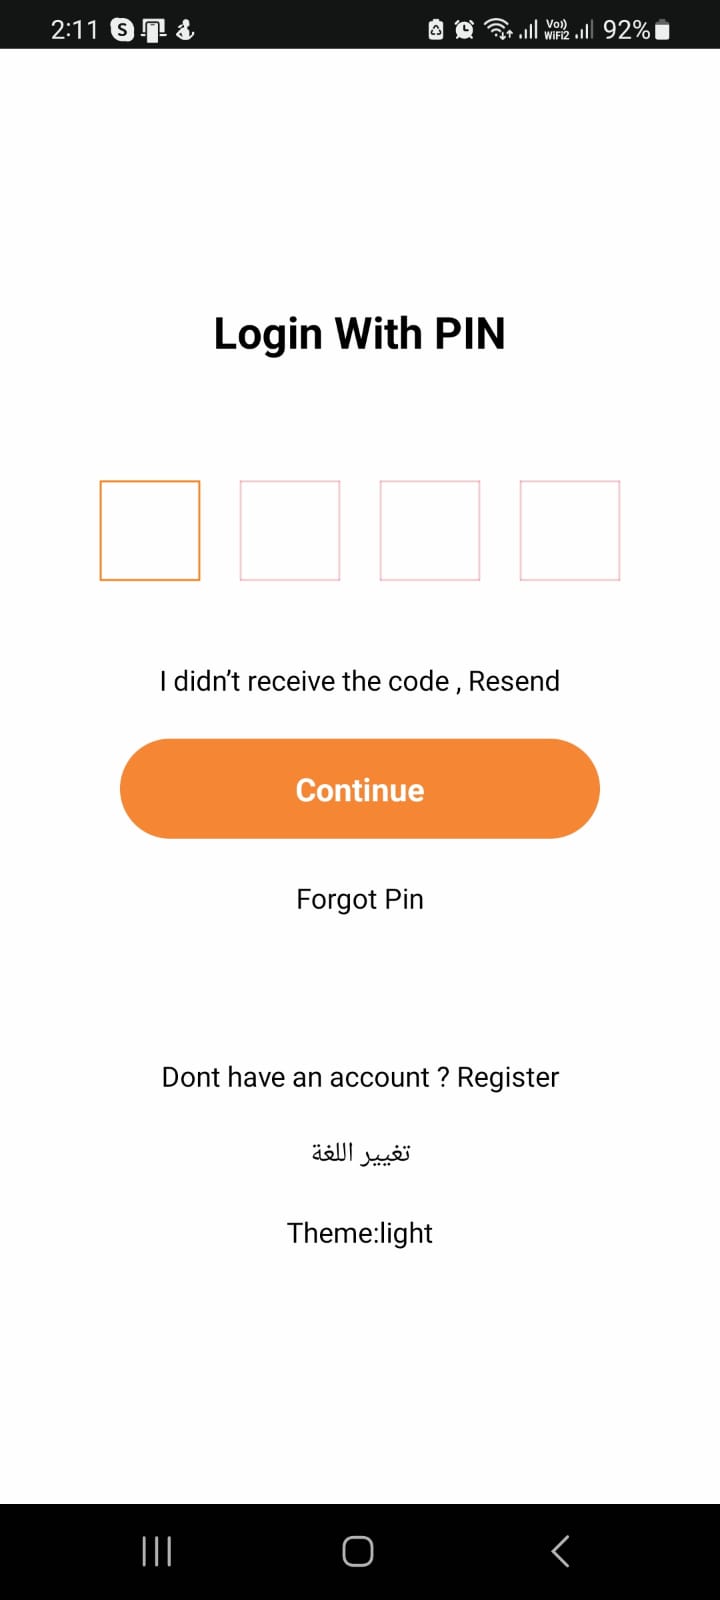 2:11
Vo))
WiFi2
92%
Login With PIN
I didn’t receive the code , Resend
Continue
Forgot Pin
Dont have an account ? Register
تغيير اللغة
Theme:light